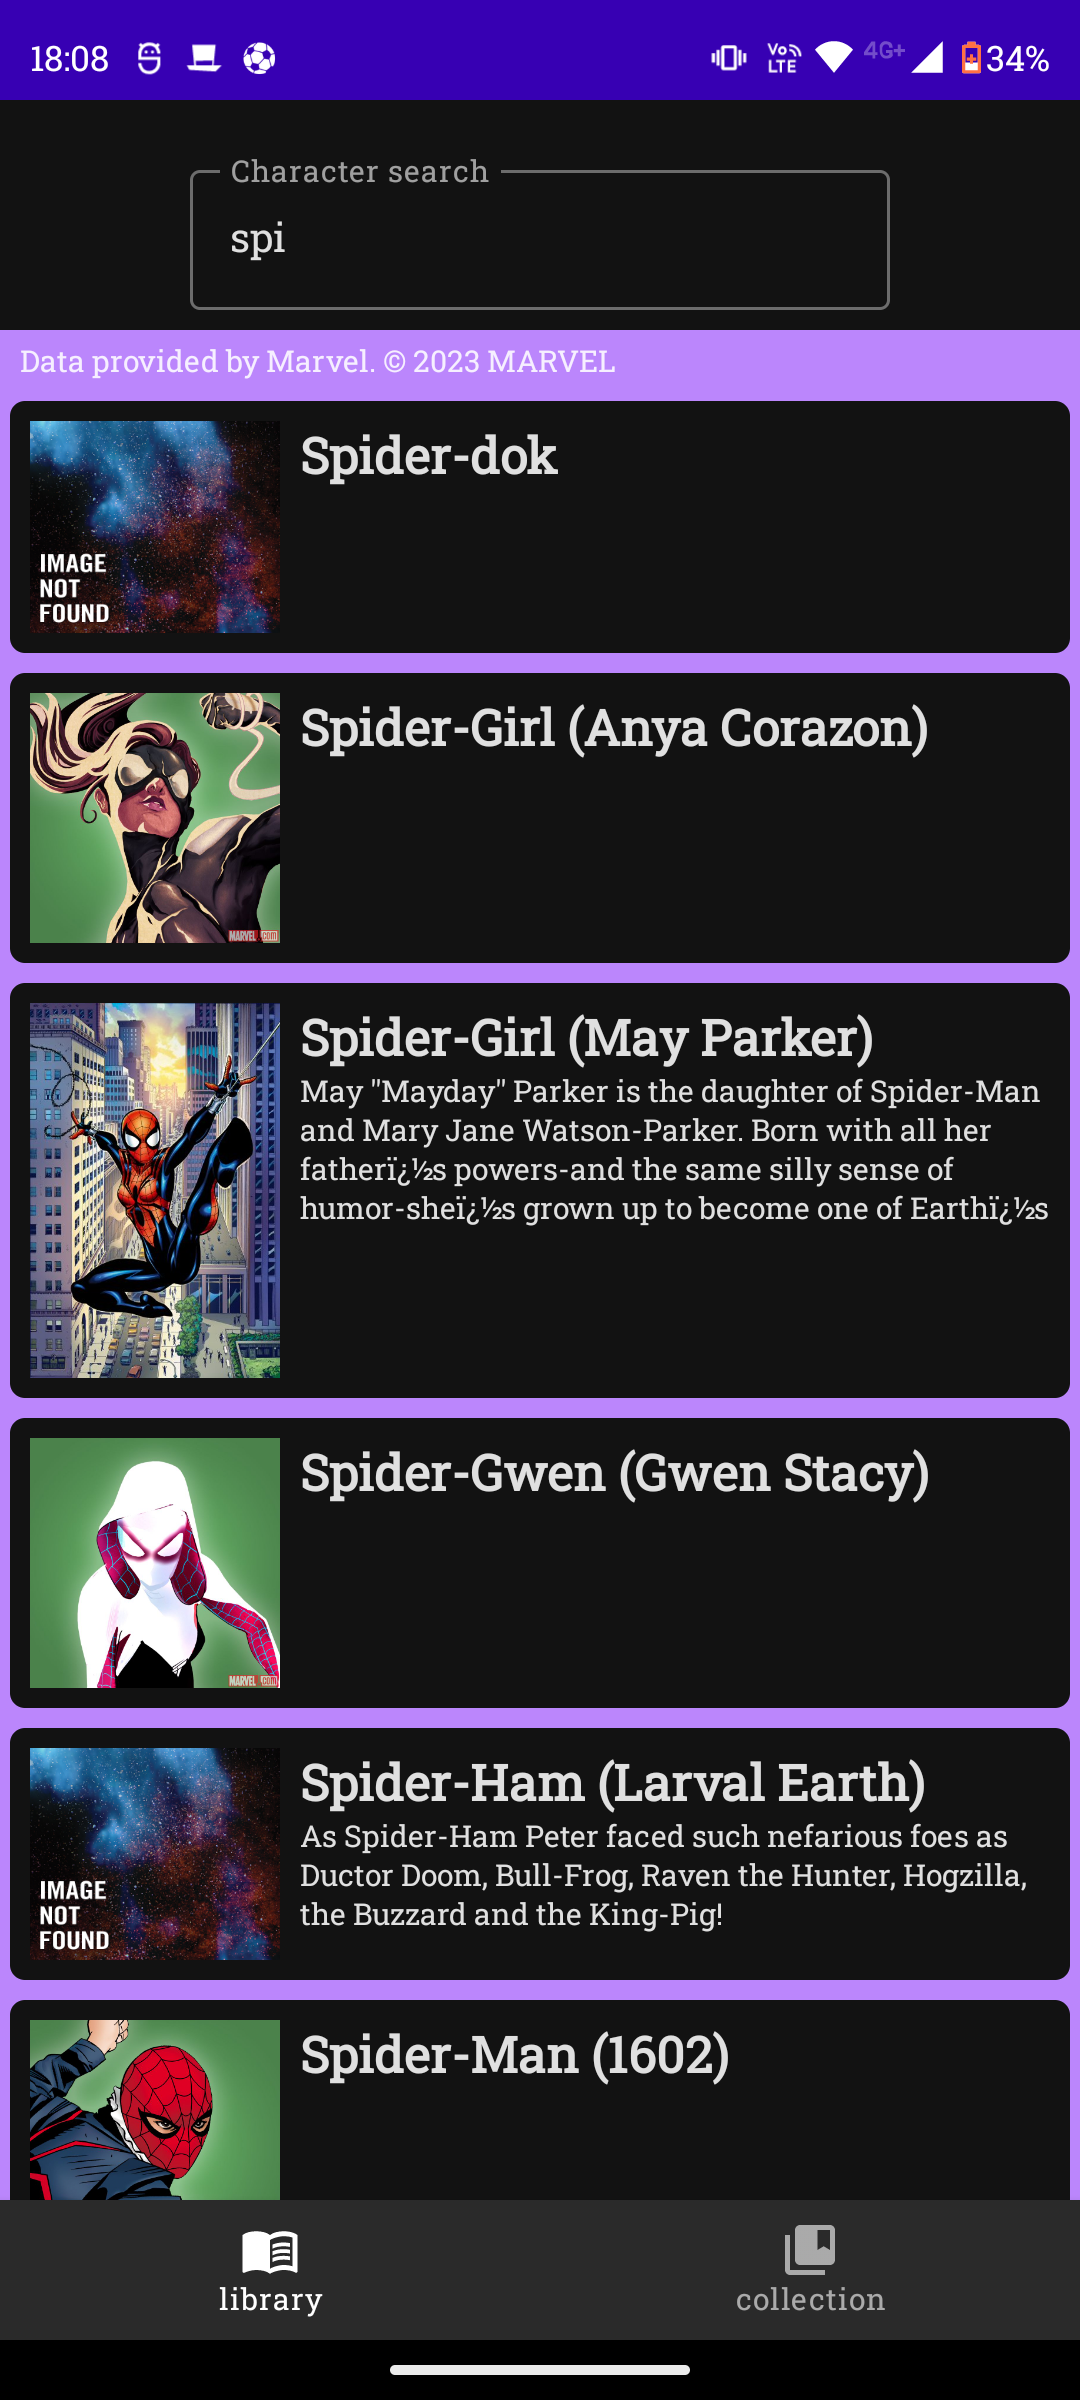 18:08
Vo LTE
4G+
34%
Character search
spi
Data provided by Marvel. © 2023 MARVEL
IMAGE
NOT
FOUND
Spider-dok
Spider-Girl (Anya Corazon)
MARVEL.com
Spider-Girl (May Parker)
May "Mayday" Parker is the daughter of Spider-Man
and Mary Jane Watson-Parker. Born with all her
fatherï¿½s powers-and the same silly sense of
humor-sheï¿½s grown up to become one of Earthï¿½s
Spider-Gwen (Gwen Stacy)
MARVEL.com
IMAGE
NOT
FOUND
Spider-Ham (Larval Earth)
As Spider-Ham Peter faced such nefarious foes as
Ductor Doom, Bull-Frog, Raven the Hunter, Hogzilla,
the Buzzard and the King-Pig!
Spider-Man (1602)
library
collection